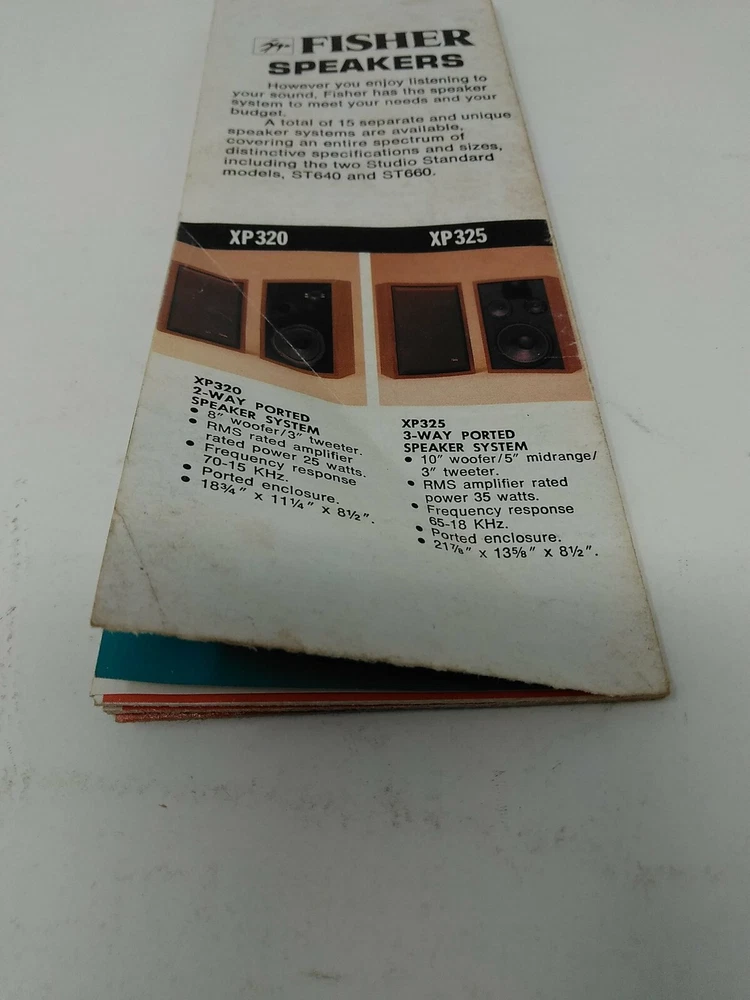 FISHER
SPEAKERS
However you enjoy listening to
your sound, Fisher has the speaker
system to meet your needs and your
budget.
A total of 15 separate and unique
speaker systems are available,
covering an entire spectrum of
distinctive specifications and sizes,
including the two Studio Standard
models, ST640 and ST660.
XP320
XP325
XP320
2-WAY PORTED
SPEAKER SYSTEM
• 8" woofer/3" tweeter.
• RMS rated amplifier
rated power 25 watts.
• Frequency response
70-15 KHz.
• Ported enclosure.
• 18¾" x 11¼" x 8½".
XP325
3-WAY PORTED
SPEAKER SYSTEM
• 10" woofer/5" midrange/
3" tweeter.
• RMS amplifier rated
power 35 watts.
• Frequency response
65-18 KHz.
• Ported enclosure.
• 21⅞" x 13⅝" x 8½".